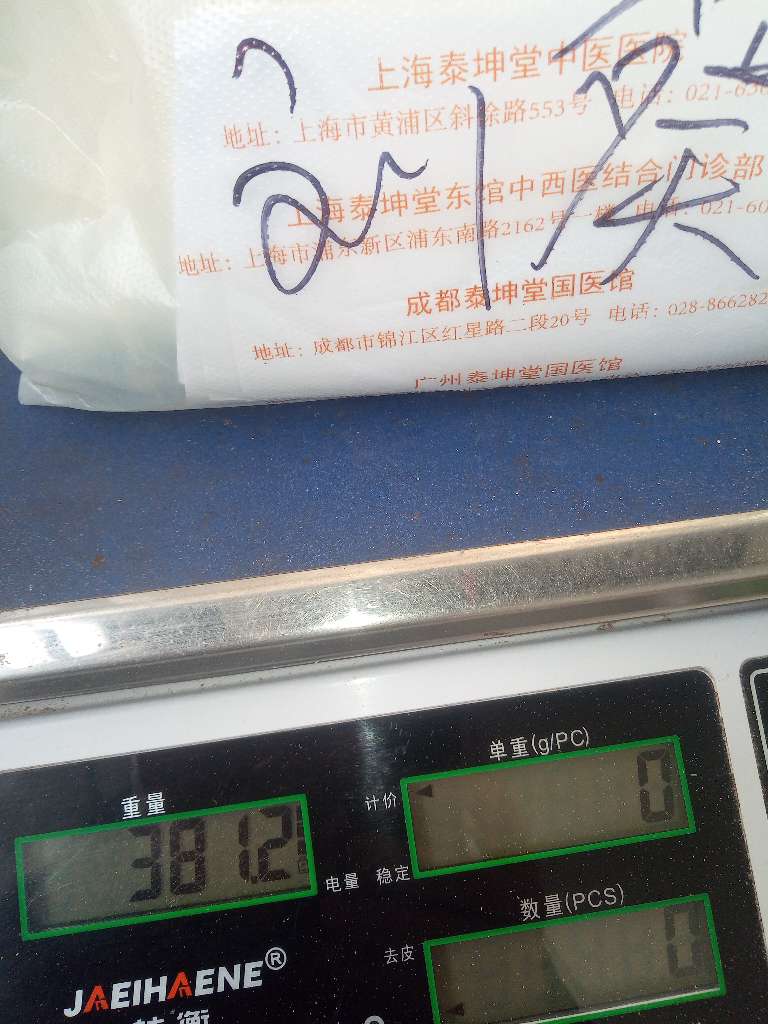 上海泰坤堂中医医院
地址：上海市黄浦区斜徐路553号 电话：021-630
上海泰坤堂东馆中西医结合门诊部
地址：上海市浦东新区浦东南路2162号一楼 电话：021-60
成都泰坤堂国医馆
地址：成都市锦江区红星路二段20号 电话：028-866282
广州泰坤堂国医馆
单重(g/PC)
重量
计价
0
381.2
电量
稳定
数量(PCS)
去皮
0
JAEIHAENE®